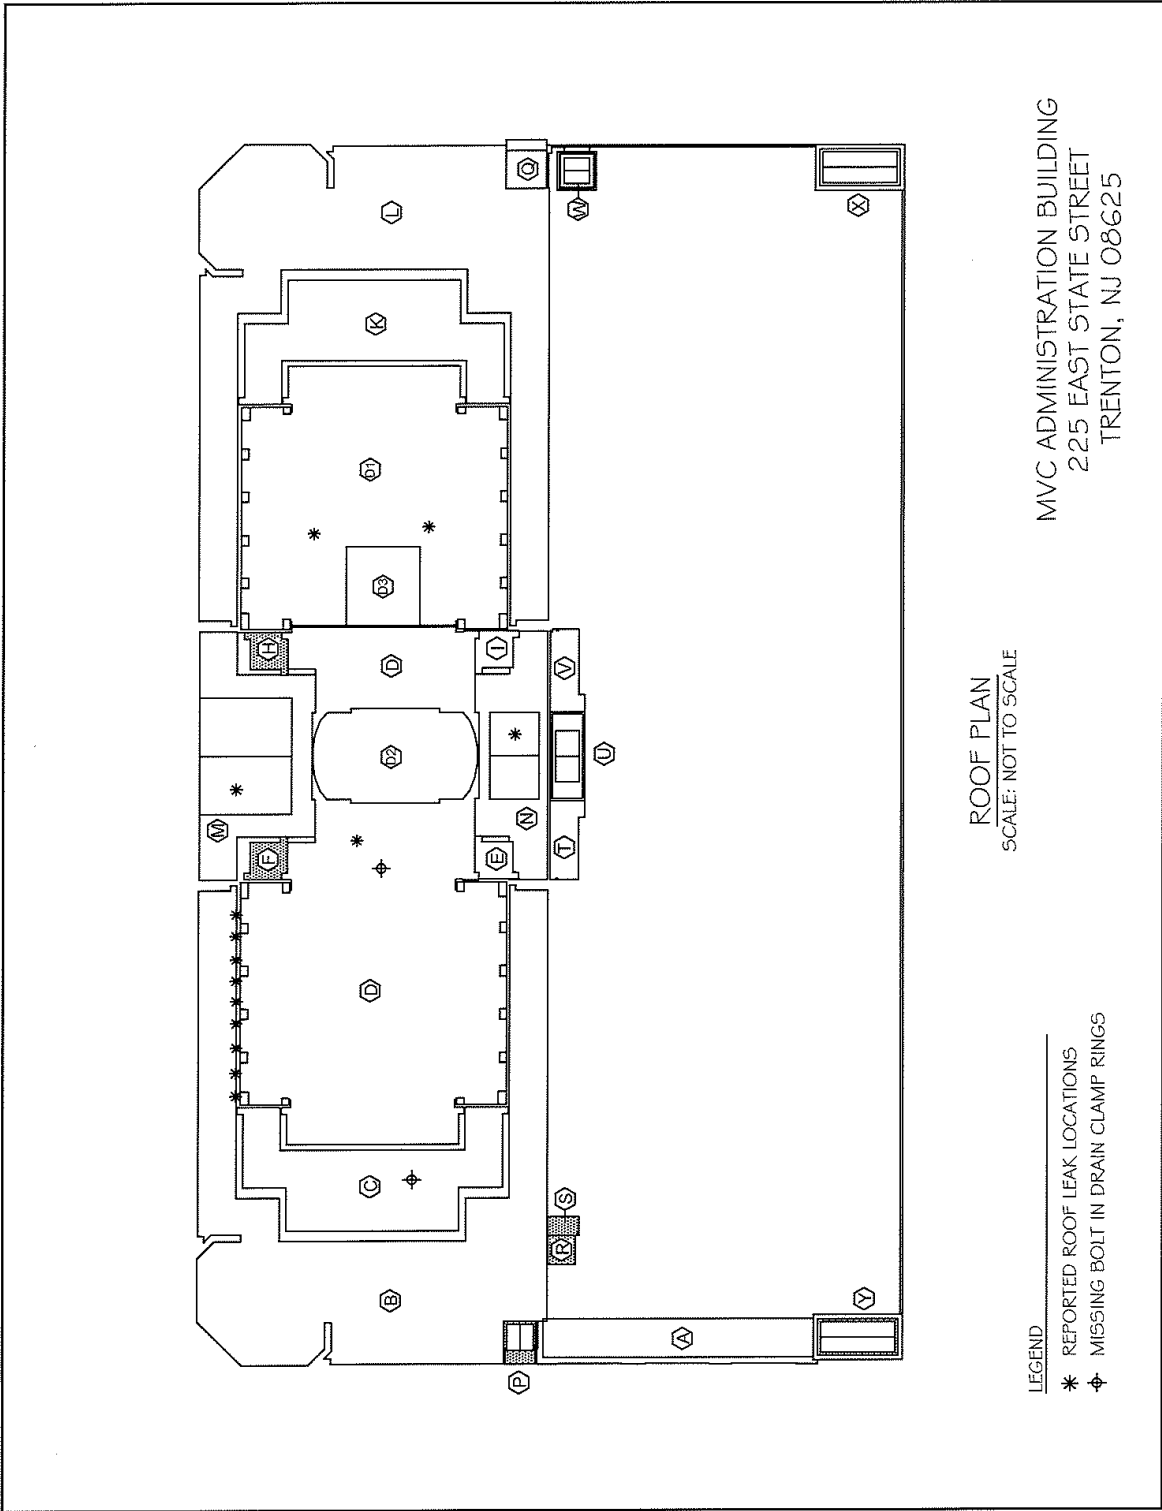 B
L
P
C
K
Q
D
D1
D3
F
M
H
D
D2
E
N
I
R
S
T
U
V
W
A
Y
X
ROOF PLAN
SCALE: NOT TO SCALE
LEGEND
REPORTED ROOF LEAK LOCATIONS
MISSING BOLT IN DRAIN CLAMP RINGS
MVC ADMINISTRATION BUILDING
225 EAST STATE STREET
TRENTON, NJ 08625